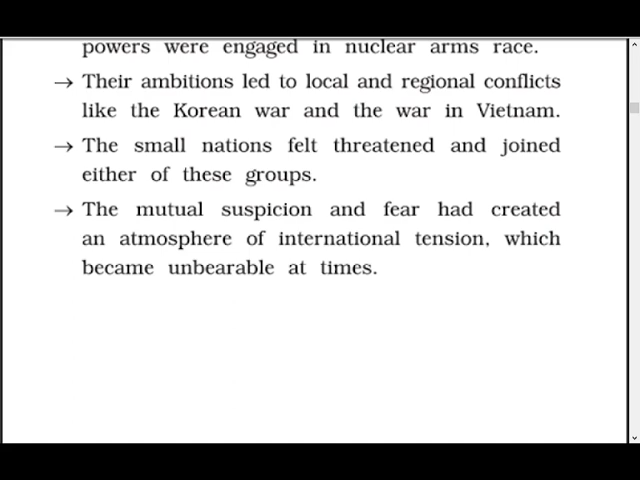 powers were engaged in nuclear arms race.
→ Their ambitions led to local and regional conflicts
like the Korean war and the war in Vietnam.
→ The small nations felt threatened and joined
either of these groups.
→ The mutual suspicion and fear had created
an atmosphere of international tension, which
became unbearable at times.